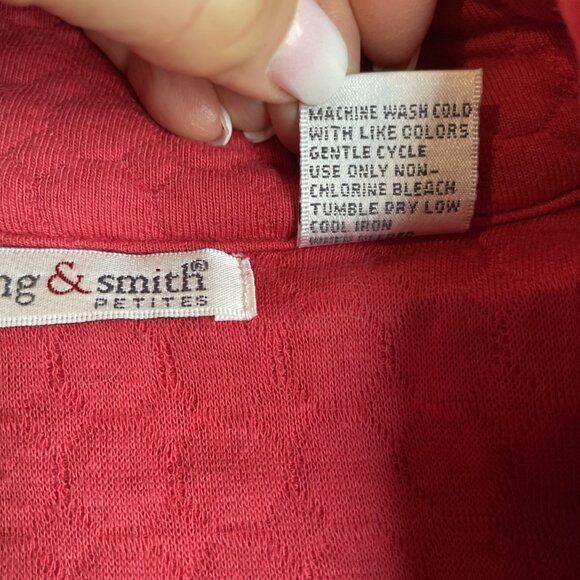 MACHINE WASH COLD
WITH LIKE COLORS
GENTLE CYCLE
USE ONLY NON-
CHLORINE BLEACH
TUMBLE DRY LOW
COOL IRON
ng & smith®
PETITES